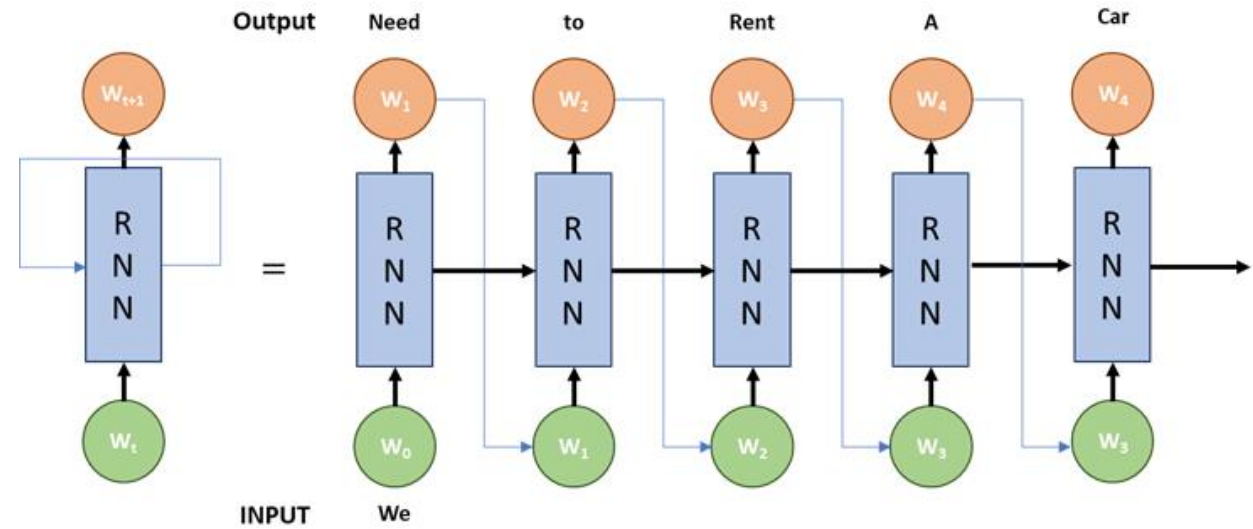 Output Need to Rent A Car
W₁ W₂ W₃ W₄ W₄
Wₜ₊₁
R R R R R R
N N N N N N
= 
N N N N N N
Wₜ W₀ W₁ W₂ W₃ W₃
INPUT We